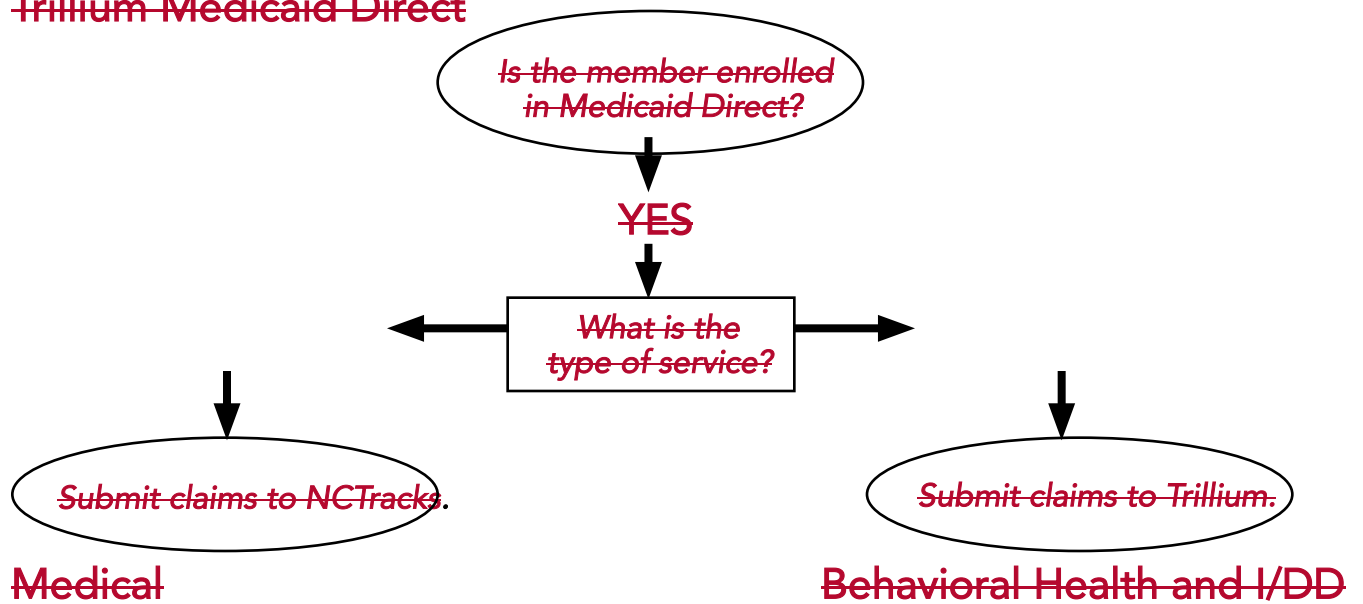 Trillium Medicaid Direct
Is the member enrolled
in Medicaid Direct?
YES
What is the
type of service?
Submit claims to NCTracks.
Submit claims to Trillium.
Medical
Behavioral Health and I/DD